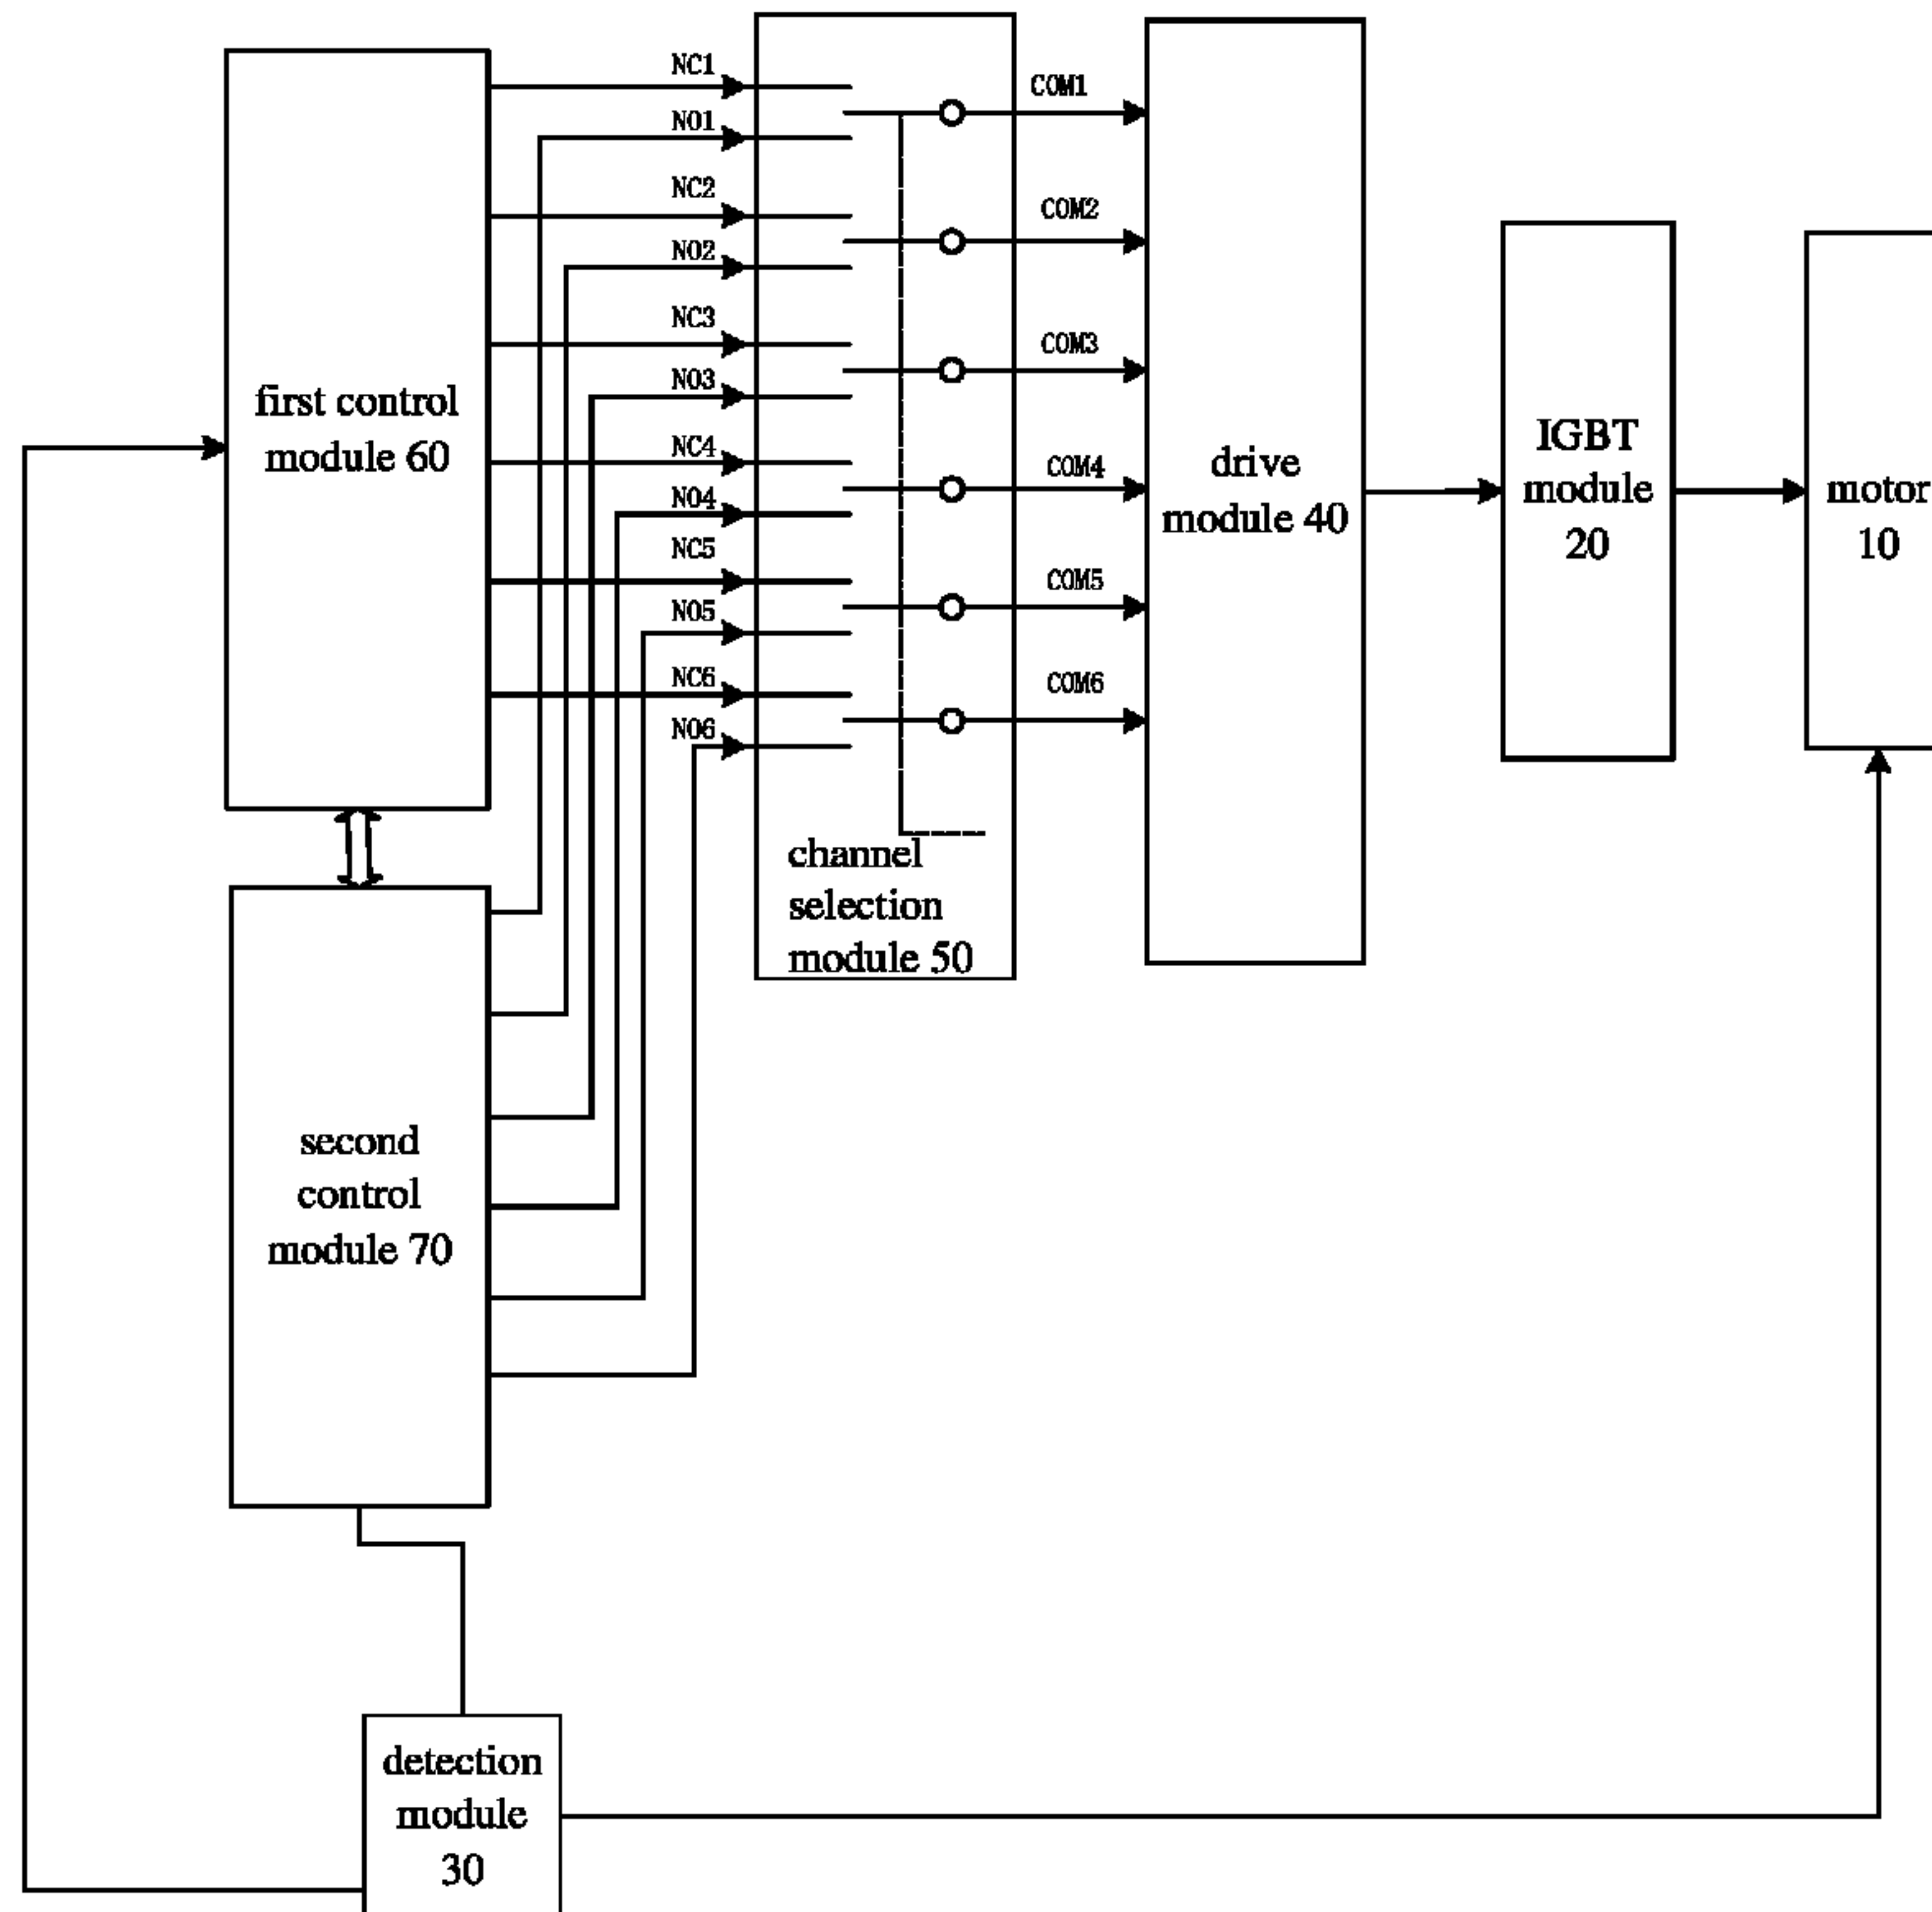 NC1
NO1
NC2
NO2
NC3
NO3
NC4
NO4
NC5
NO5
NC6
NO6
COM1
COM2
COM3
COM4
COM5
COM6
first control
module 60
second
control
module 70
channel
selection
module 50
drive
module 40
IGBT
module
20
motor
10
detection
module
30